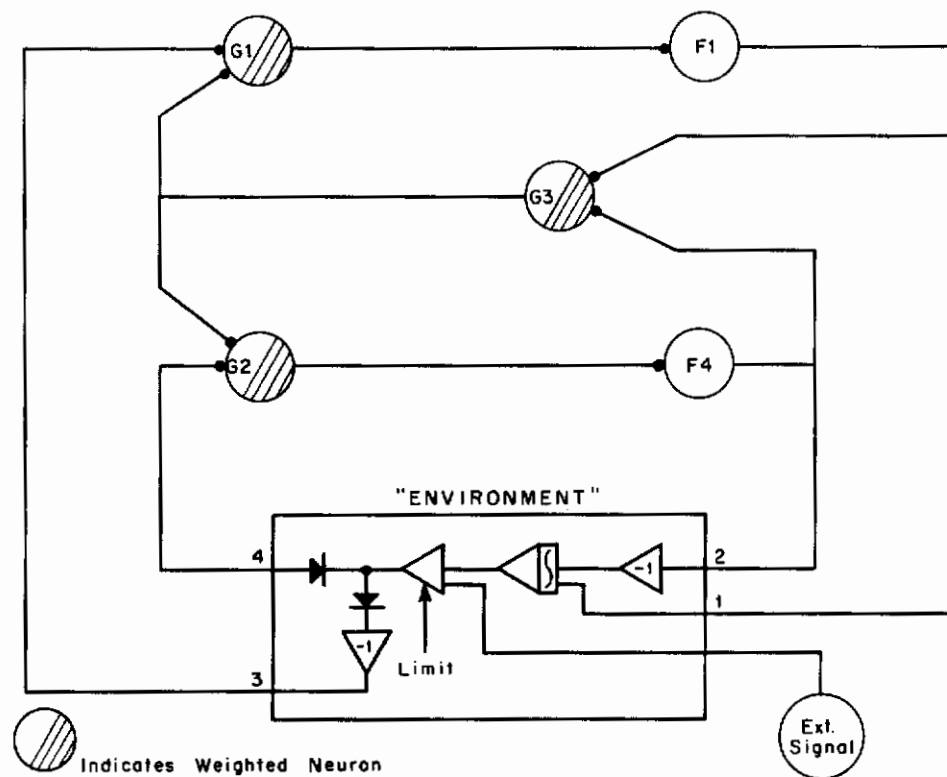 G1
F1
G3
G2
F4
"ENVIRONMENT"
4
-1
2
1
-1
Limit
3
Ext.
Signal
Indicates Weighted Neuron